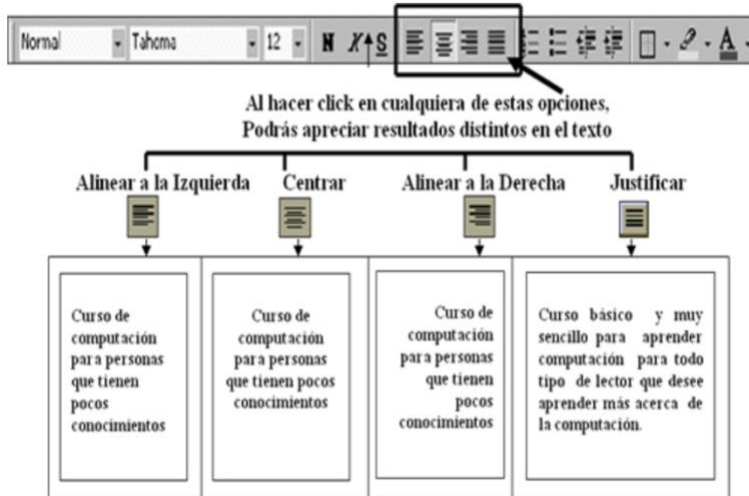 Normal Tahoma 12 N K S A
Al hacer click en cualquiera de estas opciones,
Podrás apreciar resultados distintos en el texto
Alinear a la Izquierda Centrar Alinear a la Derecha Justificar
Curso de
computación
para personas
que tienen
pocos
conocimientos
Curso de
computación
para personas
que tienen pocos
conocimientos
Curso de
computación
para personas
que tienen
pocos
conocimientos
Curso básico y muy
sencillo para aprender
computación para todo
tipo de lector que desee
aprender más acerca de
la computación.